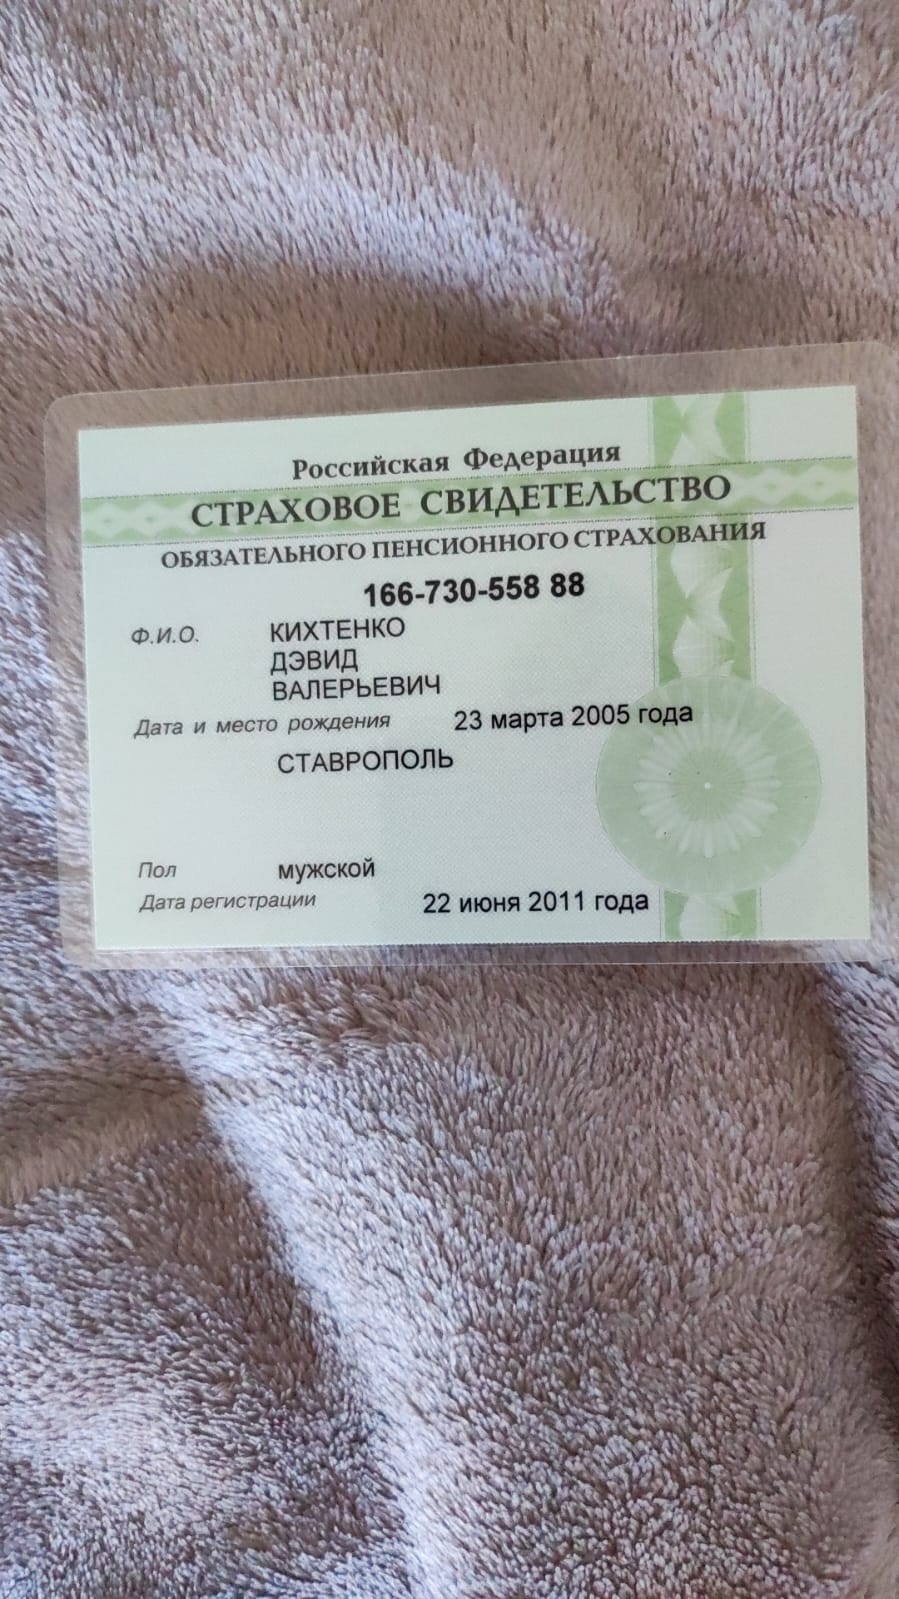 Российская Федерация
СТРАХОВОЕ СВИДЕТЕЛЬСТВО
ОБЯЗАТЕЛЬНОГО ПЕНСИОННОГО СТРАХОВАНИЯ
166-730-558 88
Ф.И.О. КИХТЕНКО
ДЭВИД
ВАЛЕРЬЕВИЧ
Дата и место рождения 23 марта 2005 года
СТАВРОПОЛЬ
Пол мужской
Дата регистрации 22 июня 2011 года